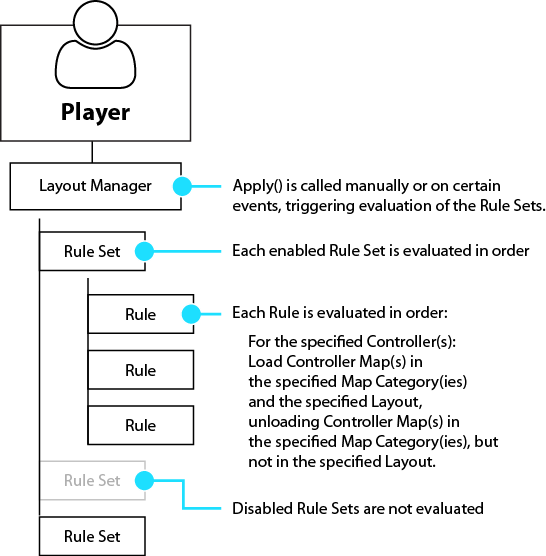 Player
Layout Manager
Apply() is called manually or on certain
events, triggering evaluation of the Rule Sets.
Rule Set
Each enabled Rule Set is evaluated in order
Rule
Each Rule is evaluated in order:
For the specified Controller(s):
Load Controller Map(s) in
the specified Map Category(ies)
and the specified Layout,
unloading Controller Map(s) in
the specified Map Category(ies), but
not in the specified Layout.
Rule
Rule
Rule Set
Disabled Rule Sets are not evaluated
Rule Set